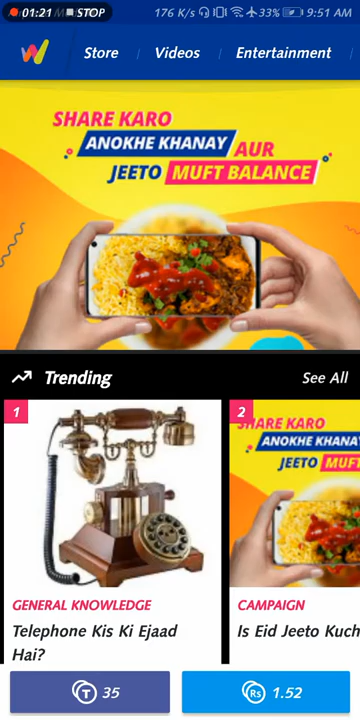 01:21 STOP 176 K/s 33% 9:51 AM
Store Videos Entertainment
SHARE KARO
ANOKHE KHANAY AUR
JEETO MUFT BALANCE
Trending See All
1
GENERAL KNOWLEDGE
Telephone Kis Ki Ejaad
Hai?
2
SHARE KARO
ANOKHE KHANA
JEETO MUF
CAMPAIGN
Is Eid Jeeto Kuch
T 35
Rs 1.52